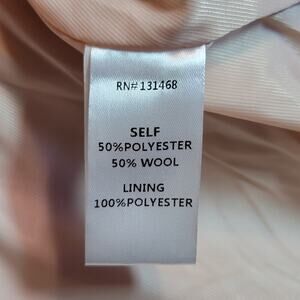 RN#131468
SELF
50%POLYESTER
50% WOOL
LINING
100%POLYESTER